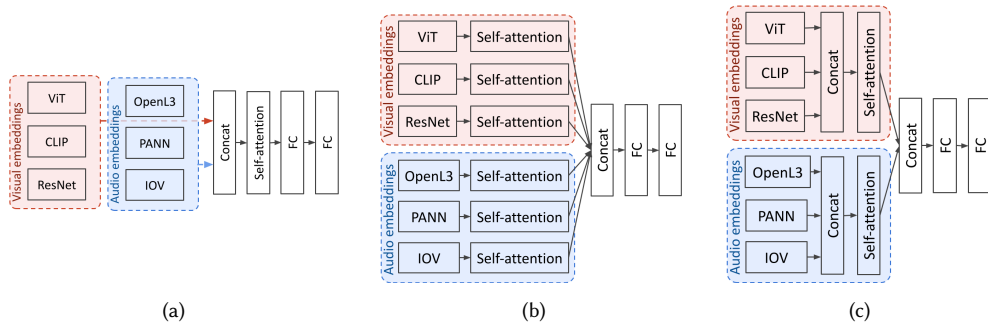 Visual embeddings
ViT
CLIP
ResNet
Audio embeddings
OpenL3
PANN
IOV
Concat
Self-attention
FC
FC
(a)
Visual embeddings
ViT
Self-attention
CLIP
Self-attention
ResNet
Self-attention
Audio embeddings
OpenL3
Self-attention
PANN
Self-attention
IOV
Self-attention
Concat
FC
FC
(b)
Visual embeddings
ViT
CLIP
ResNet
Concat
Self-attention
Audio embeddings
OpenL3
PANN
IOV
Concat
Self-attention
Concat
FC
FC
(c)